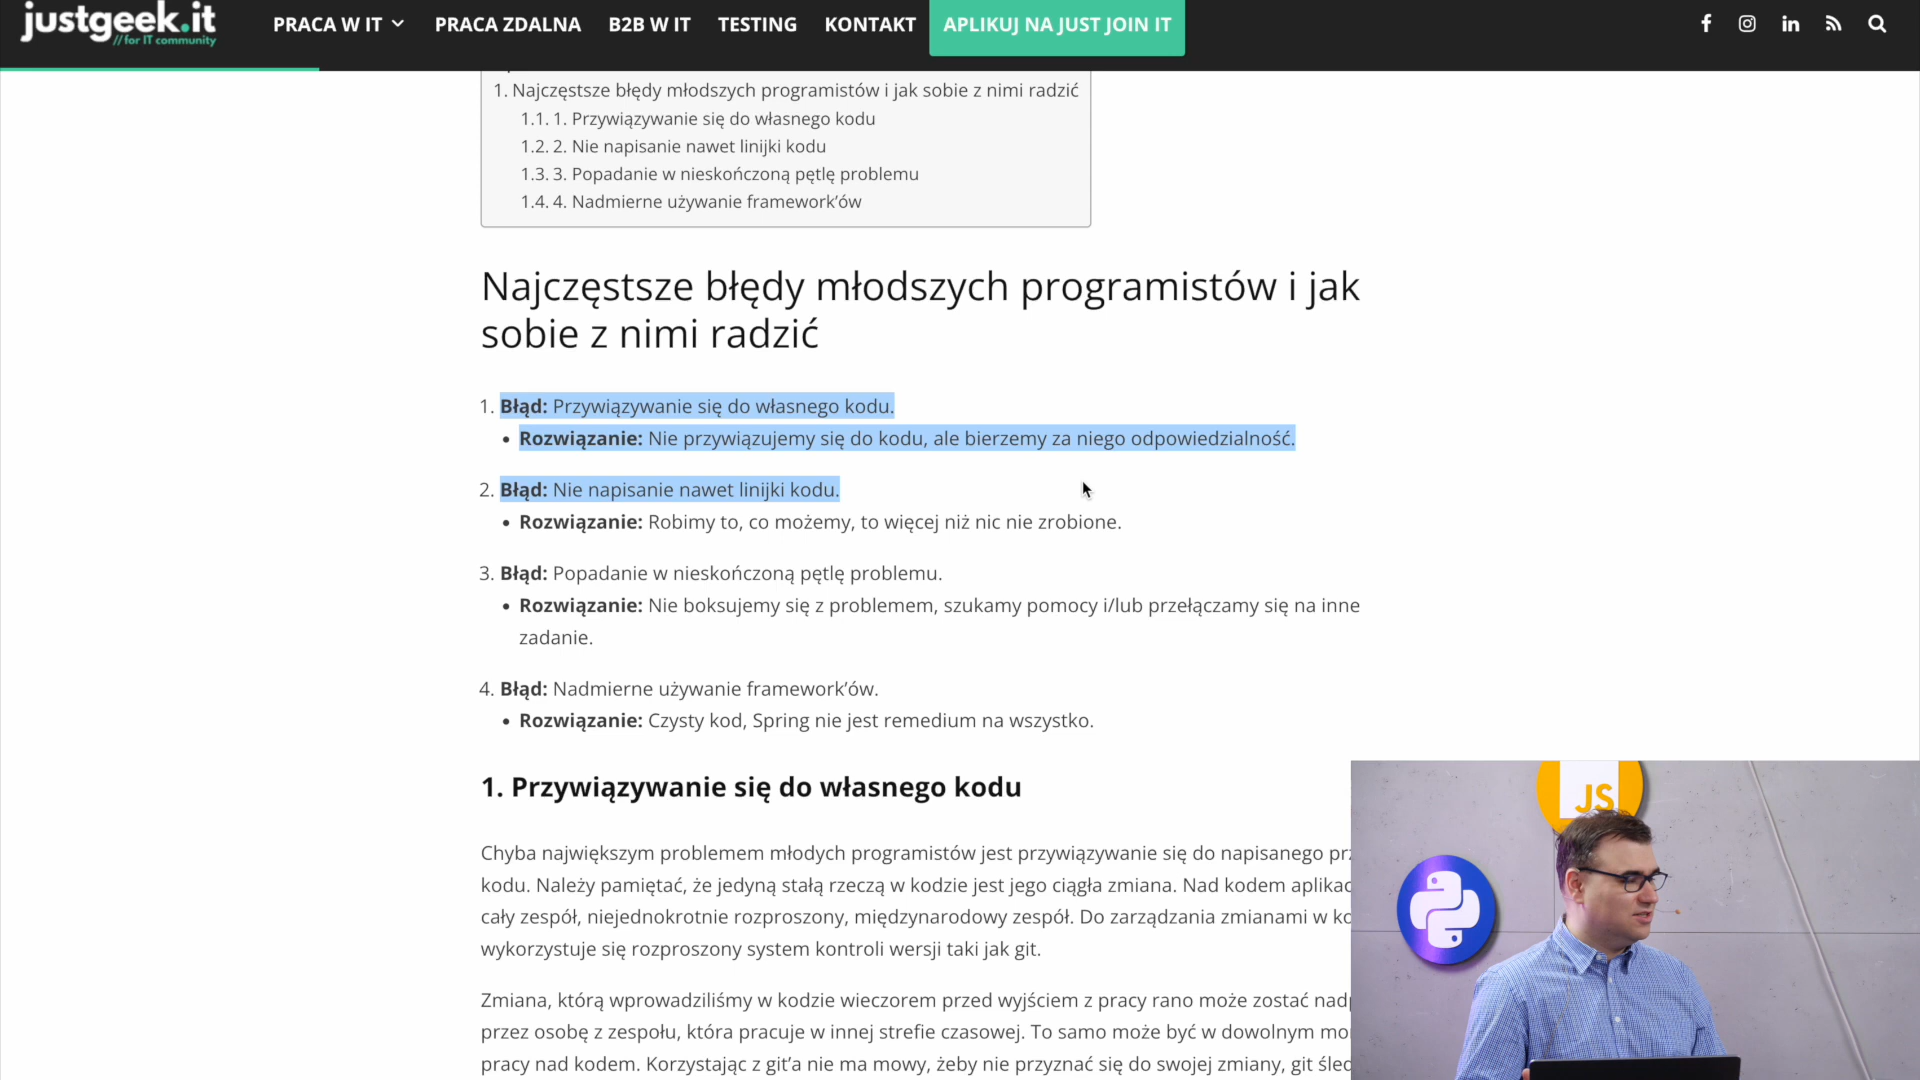 justgeek.it
//for IT community
PRACA W IT
PRACA ZDALNA
B2B W IT
TESTING
KONTAKT
APLIKUJ NA JUST JOIN IT
1. Najczęstsze błędy młodszych programistów i jak sobie z nimi radzić
1.1. 1. Przywiązywanie się do własnego kodu
1.2. 2. Nie napisanie nawet linijki kodu
1.3. 3. Popadanie w nieskończoną pętlę problemu
1.4. 4. Nadmierne używanie framework’ów
Najczęstsze błędy młodszych programistów i jak
sobie z nimi radzić
1. Błąd: Przywiązywanie się do własnego kodu.
• Rozwiązanie: Nie przywiązujemy się do kodu, ale bierzemy za niego odpowiedzialność.
2. Błąd: Nie napisanie nawet linijki kodu.
• Rozwiązanie: Robimy to, co możemy, to więcej niż nic nie zrobione.
3. Błąd: Popadanie w nieskończoną pętlę problemu.
• Rozwiązanie: Nie boksujemy się z problemem, szukamy pomocy i/lub przełączamy się na inne
zadanie.
4. Błąd: Nadmierne używanie framework’ów.
• Rozwiązanie: Czysty kod, Spring nie jest remedium na wszystko.
1. Przywiązywanie się do własnego kodu
Chyba największym problemem młodych programistów jest przywiązywanie się do napisanego
kodu. Należy pamiętać, że jedyną stałą rzeczą w kodzie jest jego ciągła zmiana. Nad kodem
cały zespół, niejednokrotnie rozproszony, międzynarodowy zespół. Do zarządzania zmianami w
wykorzystuje się rozproszony system kontroli wersji taki jak git.
Zmiana, którą wprowadziliśmy w kodzie wieczorem przed wyjściem z pracy rano może zostać
przez osobę z zespołu, która pracuje w innej strefie czasowej. To samo może być w dowolnym
pracy nad kodem. Korzystając z git’a nie ma mowy, żeby nie przyznać się do swojej zmiany, git
JS